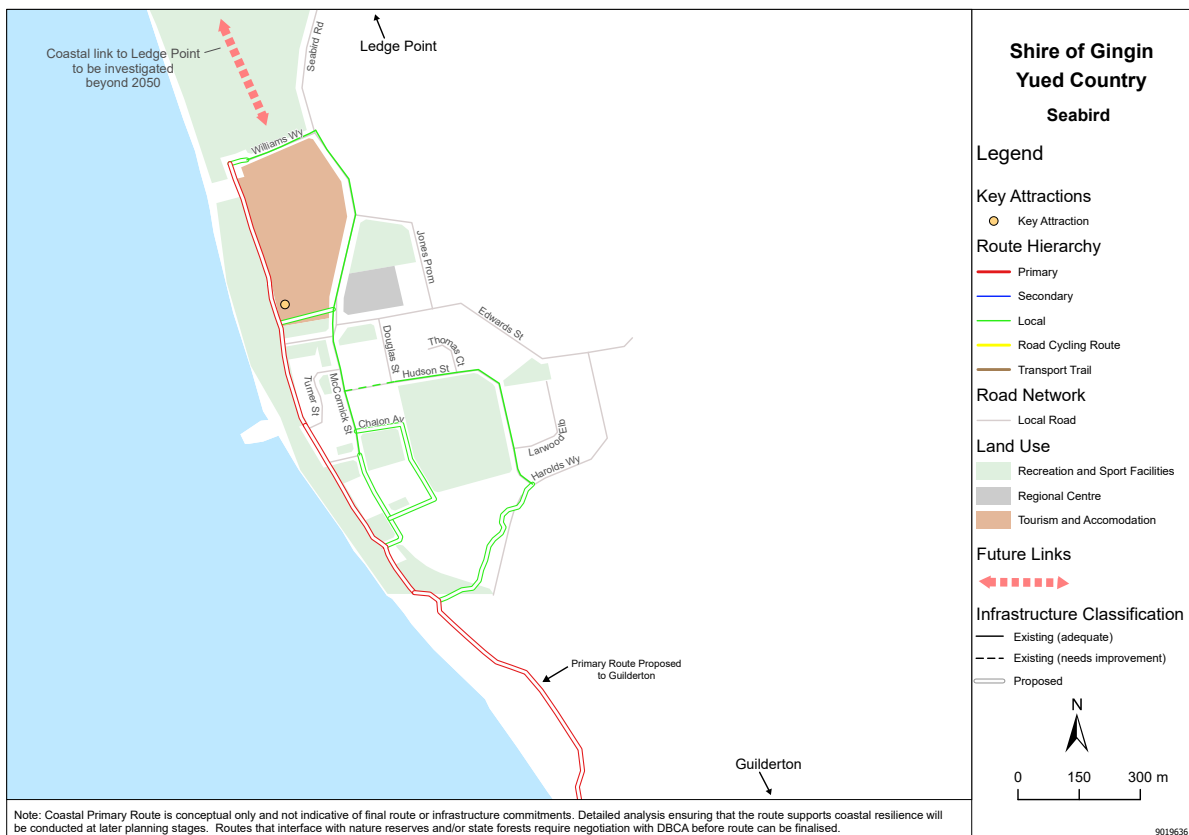 Coastal link to Ledge Point
to be investigated
beyond 2050
Seabird Rd
Ledge Point
Williams Wy
Jones Prom
Edwards St
Douglas St
Thomas Ct
Hudson St
Turner St
McCormick St
Chalon Av
Larwood Elb
Harolds Wy
Primary Route Proposed
to Guilderton
Guilderton
Shire of Gingin
Yued Country
Seabird
Legend
Key Attractions
Key Attraction
Route Hierarchy
Primary
Secondary
Local
Road Cycling Route
Transport Trail
Road Network
Local Road
Land Use
Recreation and Sport Facilities
Regional Centre
Tourism and Accomodation
Future Links
Infrastructure Classification
Existing (adequate)
Existing (needs improvement)
Proposed
N
0 150 300 m
Note: Coastal Primary Route is conceptual only and not indicative of final route or infrastructure commitments. Detailed analysis ensuring that the route supports coastal resilience will
be conducted at later planning stages. Routes that interface with nature reserves and/or state forests require negotiation with DBCA before route can be finalised.
9019636